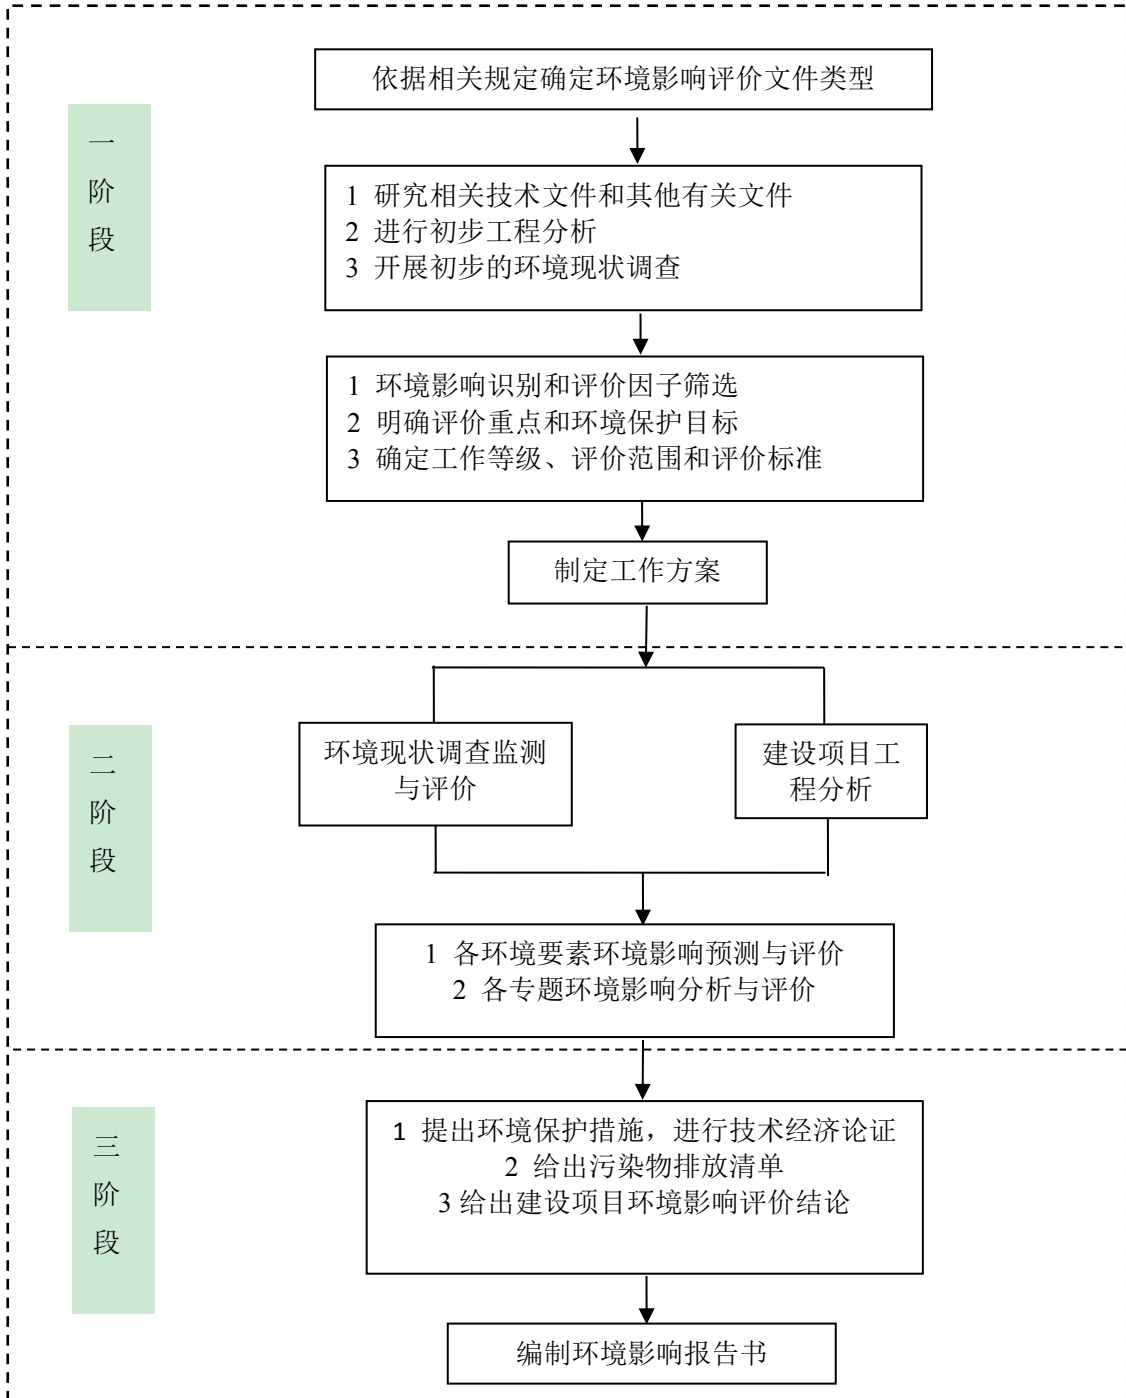 依据相关规定确定环境影响评价文件类型
一
阶
段
1 研究相关技术文件和其他有关文件
2 进行初步工程分析
3 开展初步的环境现状调查
1 环境影响识别和评价因子筛选
2 明确评价重点和环境保护目标
3 确定工作等级、评价范围和评价标准
制定工作方案
二
阶
段
环境现状调查监测
与评价
建设项目工
程分析
1 各环境要素环境影响预测与评价
2 各专题环境影响分析与评价
三
阶
段
1 提出环境保护措施，进行技术经济论证
2 给出污染物排放清单
3 给出建设项目环境影响评价结论
编制环境影响报告书